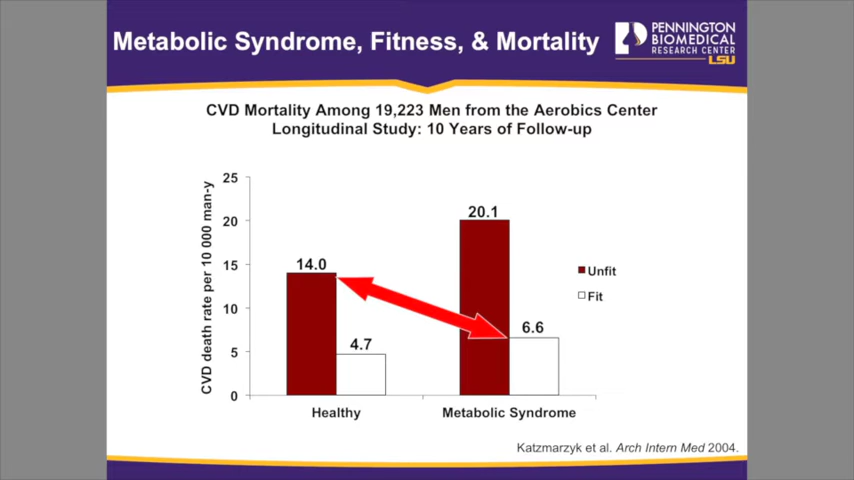 Metabolic Syndrome, Fitness, & Mortality
PENNINGTON
BIOMEDICAL
RESEARCH CENTER
LSU
CVD Mortality Among 19,223 Men from the Aerobics Center
Longitudinal Study: 10 Years of Follow-up
CVD death rate per 10 000 man-y
25
20
15
10
5
0
14.0
4.7
20.1
6.6
Healthy
Metabolic Syndrome
Unfit
Fit
Katzmarzyk et al. Arch Intern Med 2004.